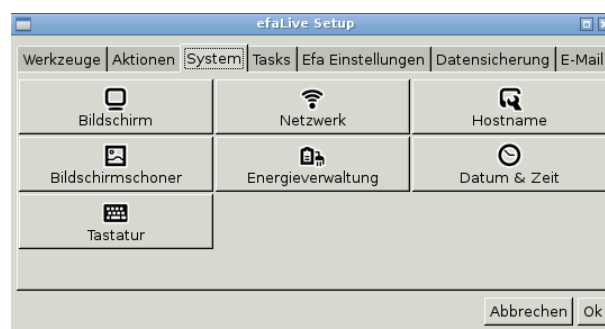 efaLive Setup
Werkzeuge Aktionen System Tasks Efa Einstellungen Datensicherung E-Mail
Bildschirm Netzwerk Hostname
Bildschirmschoner Energieverwaltung Datum & Zeit
Tastatur
Abbrechen Ok